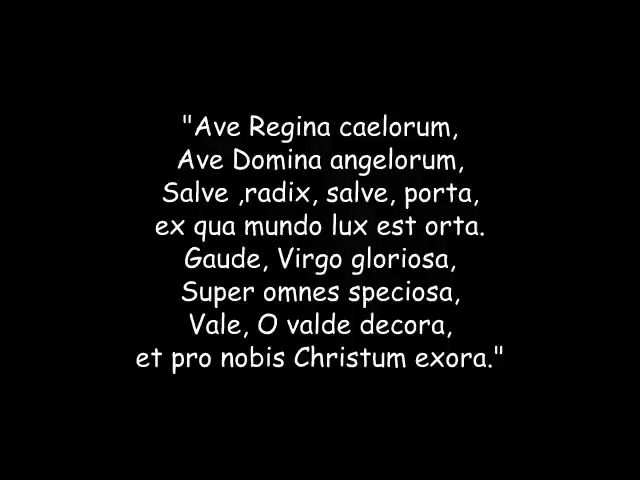 "Ave Regina caelorum,
Ave Domina angelorum,
Salve ,radix, salve, porta,
ex qua mundo lux est orta.
Gaude, Virgo gloriosa,
Super omnes speciosa,
Vale, O valde decora,
et pro nobis Christum exora."